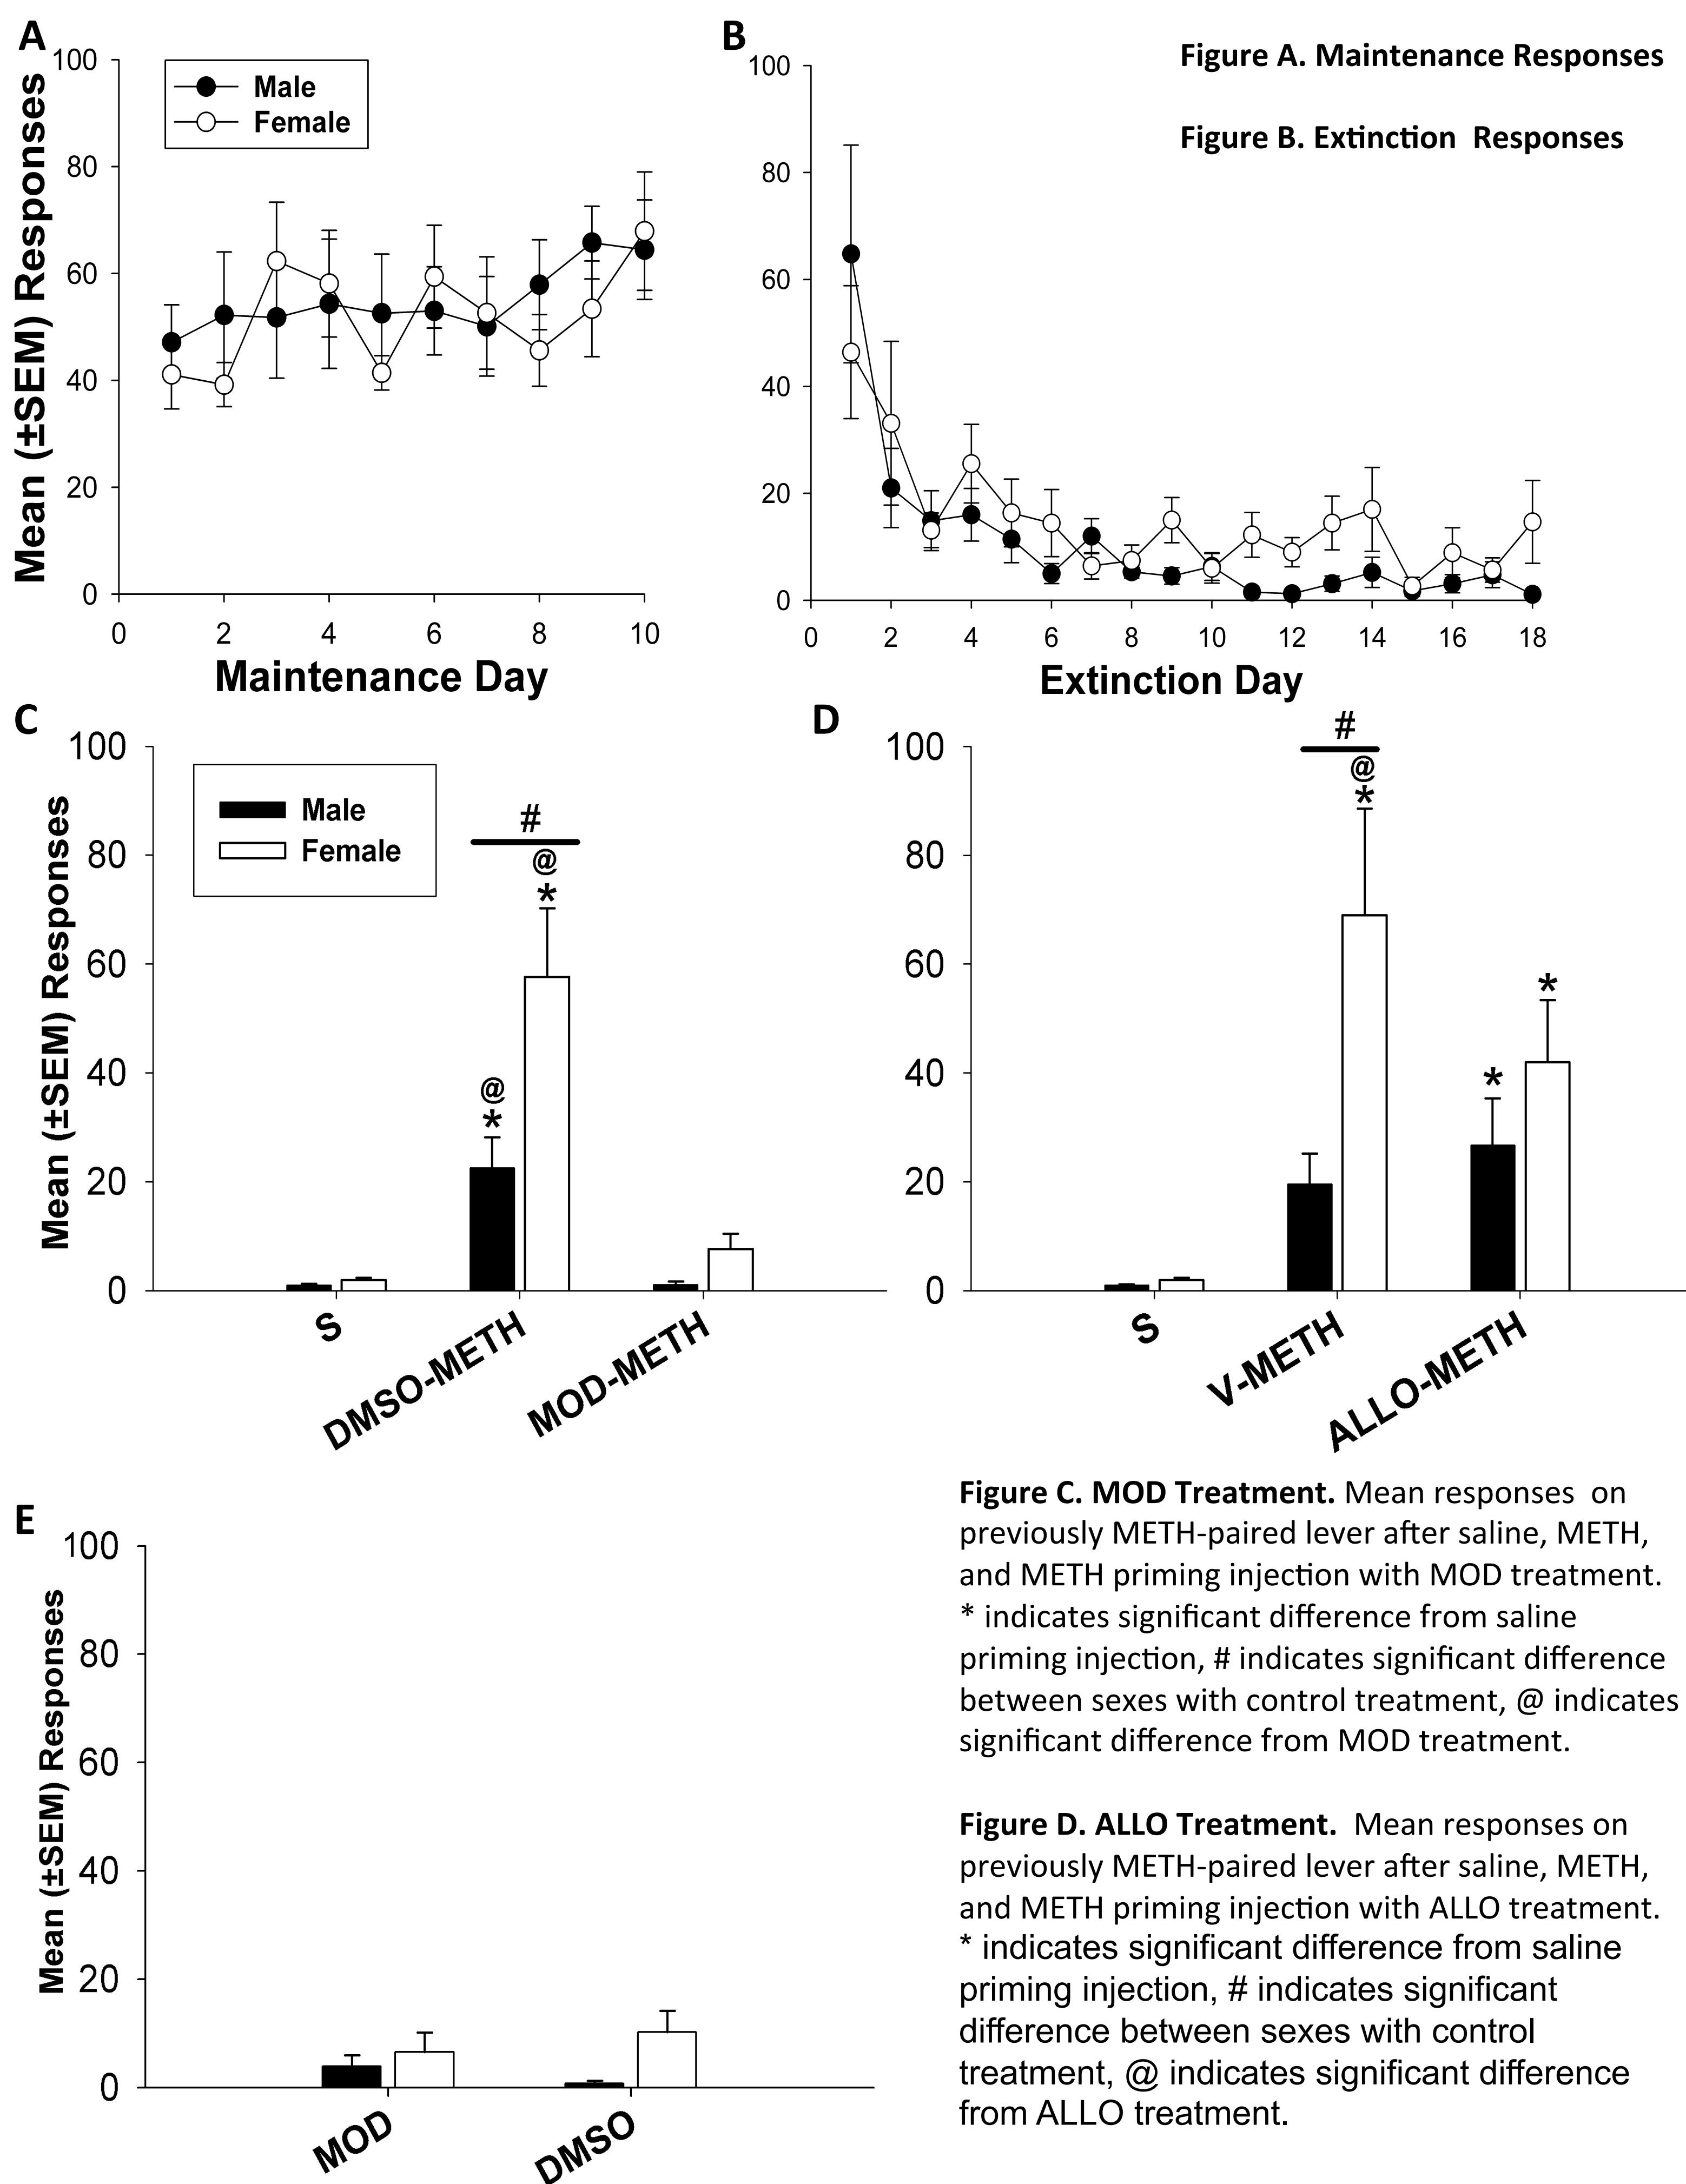 A
Mean (±SEM) Responses
100
80
60
40
20
0
Male
Female
0 2 4 6 8 10
Maintenance Day
B
100
80
60
40
20
0
0 2 4 6 8 10 12 14 16 18
Extinction Day
Figure A. Maintenance Responses
Figure B. Extinction Responses
C
Mean (±SEM) Responses
100
80
60
40
20
0
Male
Female
#
@
*
@
*
S DMSO-METH MOD-METH
D
100
80
60
40
20
0
#
@
*
*
*
S V-METH ALLO-METH
E
Mean (±SEM) Responses
100
80
60
40
20
0
MOD DMSO
Figure C. MOD Treatment. Mean responses on
previously METH-paired lever after saline, METH,
and METH priming injection with MOD treatment.
* indicates significant difference from saline
priming injection, # indicates significant difference
between sexes with control treatment, @ indicates
significant difference from MOD treatment.
Figure D. ALLO Treatment. Mean responses on
previously METH-paired lever after saline, METH,
and METH priming injection with ALLO treatment.
* indicates significant difference from saline
priming injection, # indicates significant
difference between sexes with control
treatment, @ indicates significant difference
from ALLO treatment.